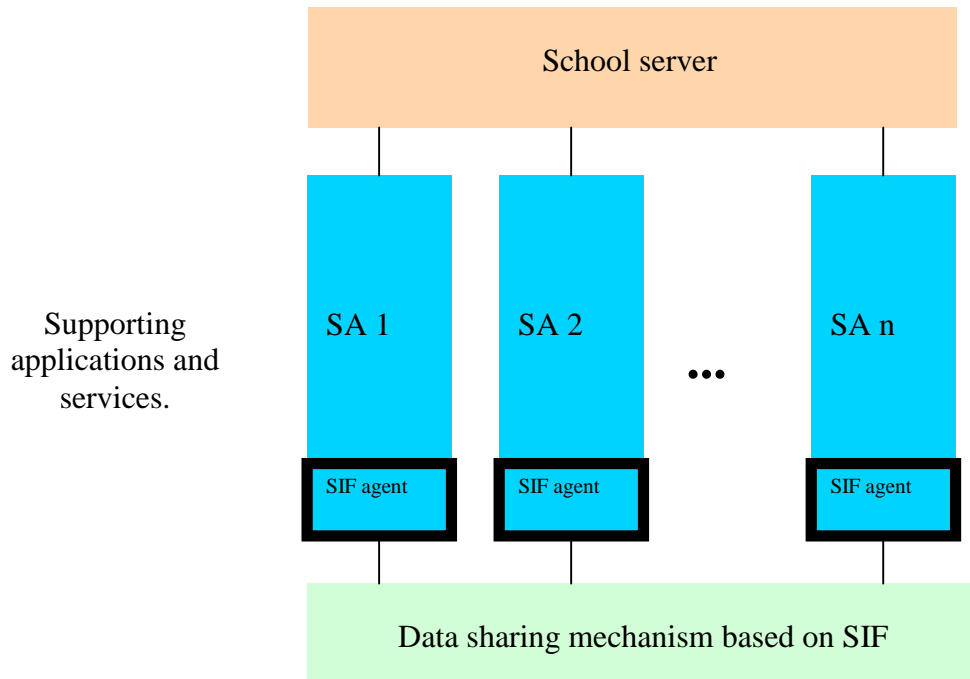 School server
Supporting
applications and
services.
SA 1
SA 2
...
SA n
SIF agent
SIF agent
SIF agent
Data sharing mechanism based on SIF